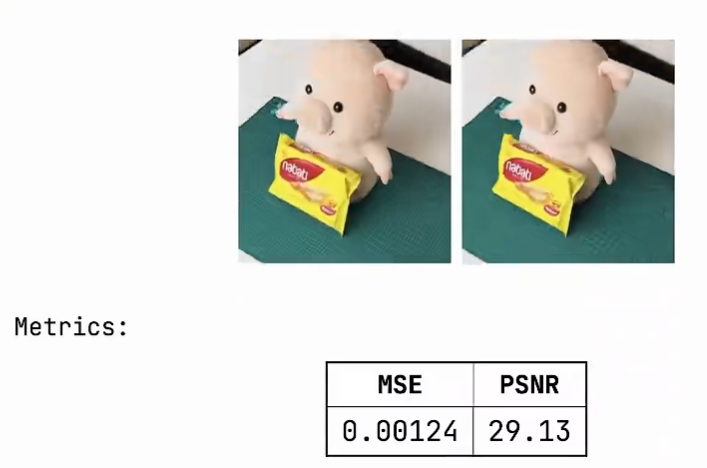 nabati
nabati
Metrics:
MSE PSNR
0.00124 29.13